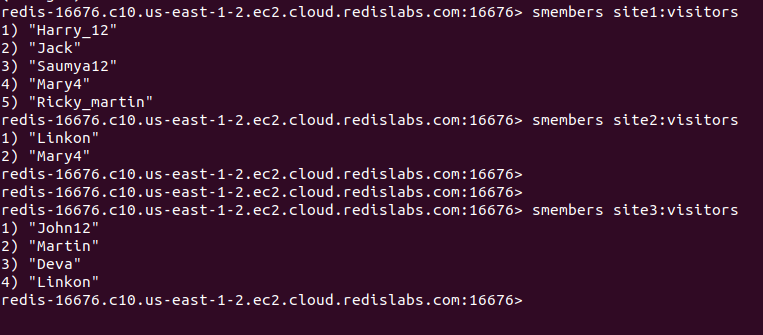 redis-16676.c10.us-east-1-2.ec2.cloud.redislabs.com:16676> smembers site1:visitors
1) "Harry_12"
2) "Jack"
3) "Saumya12"
4) "Mary4"
5) "Ricky_martin"
redis-16676.c10.us-east-1-2.ec2.cloud.redislabs.com:16676> smembers site2:visitors
1) "Linkon"
2) "Mary4"
redis-16676.c10.us-east-1-2.ec2.cloud.redislabs.com:16676>
redis-16676.c10.us-east-1-2.ec2.cloud.redislabs.com:16676>
redis-16676.c10.us-east-1-2.ec2.cloud.redislabs.com:16676> smembers site3:visitors
1) "John12"
2) "Martin"
3) "Deva"
4) "Linkon"
redis-16676.c10.us-east-1-2.ec2.cloud.redislabs.com:16676>